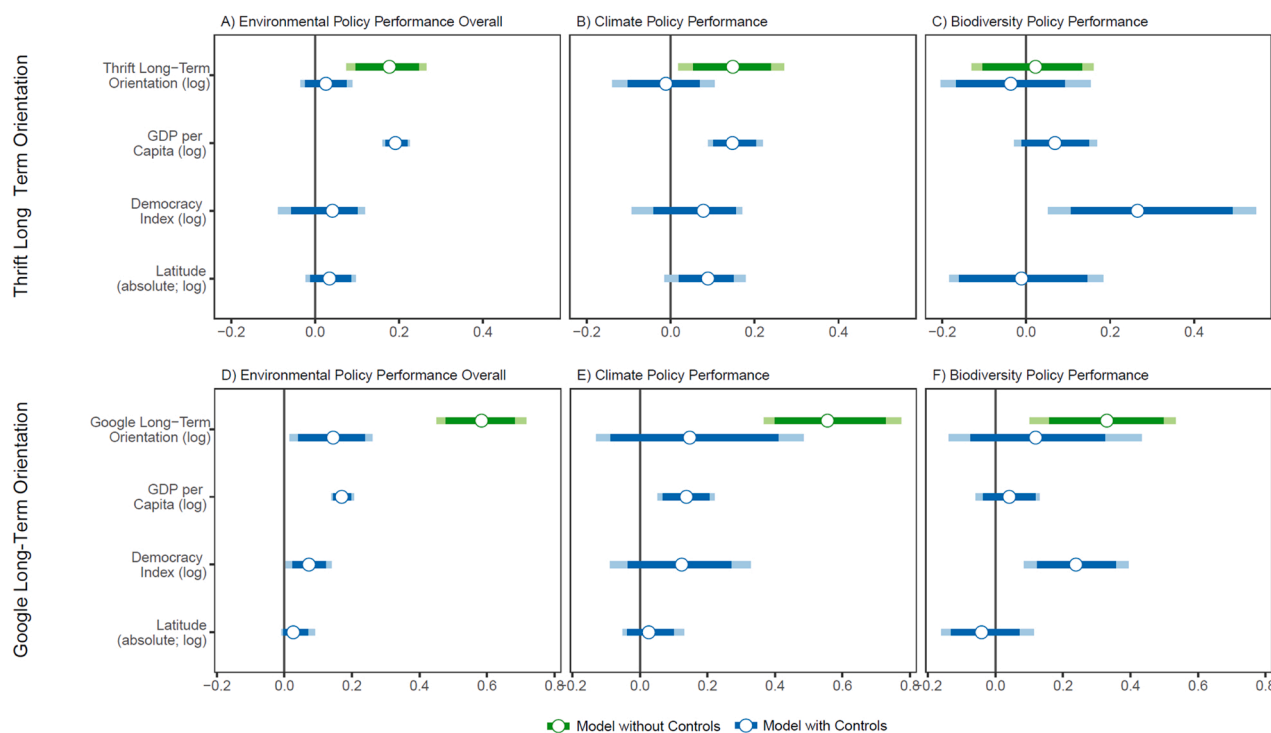 Thrift Long Term Orientation
A) Environmental Policy Performance Overall
B) Climate Policy Performance
C) Biodiversity Policy Performance
Thrift Long−Term
Orientation (log)
GDP per
Capita (log)
Democracy
Index (log)
Latitude
(absolute; log)
−0.2 0.0 0.2 0.4
−0.2 0.0 0.2 0.4
−0.2 0.0 0.2 0.4
Google Long-Term Orientation
D) Environmental Policy Performance Overall
E) Climate Policy Performance
F) Biodiversity Policy Performance
Google Long−Term
Orientation (log)
GDP per
Capita (log)
Democracy
Index (log)
Latitude
(absolute; log)
−0.2 0.0 0.2 0.4 0.6 0.8
−0.2 0.0 0.2 0.4 0.6 0.8
−0.2 0.0 0.2 0.4 0.6 0.8
Model without Controls Model with Controls